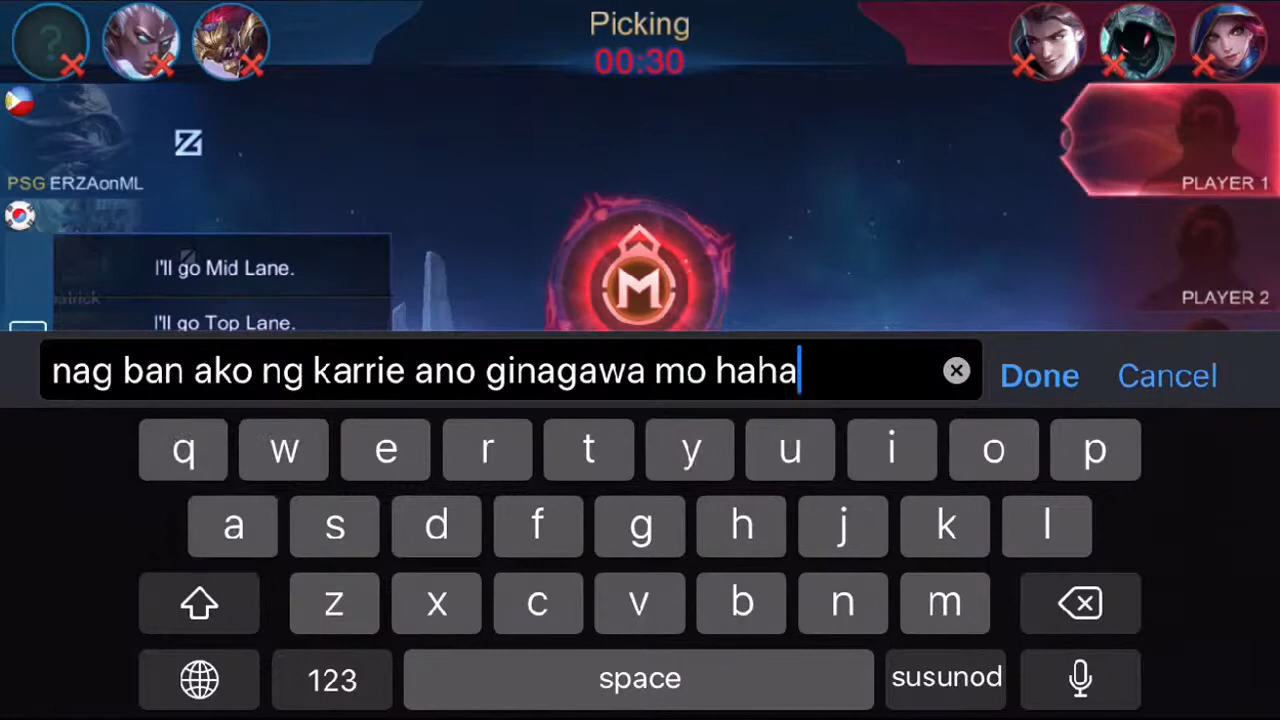 Picking
00:30
PSG ERZAonML
PLAYER 1
I'll go Mid Lane.
PLAYER 2
I'll go Top Lane.
nag ban ako ng karrie ano ginagawa mo haha
Done
Cancel
q w e r t y u i o p
a s d f g h j k l
z x c v b n m
123
space
susunod